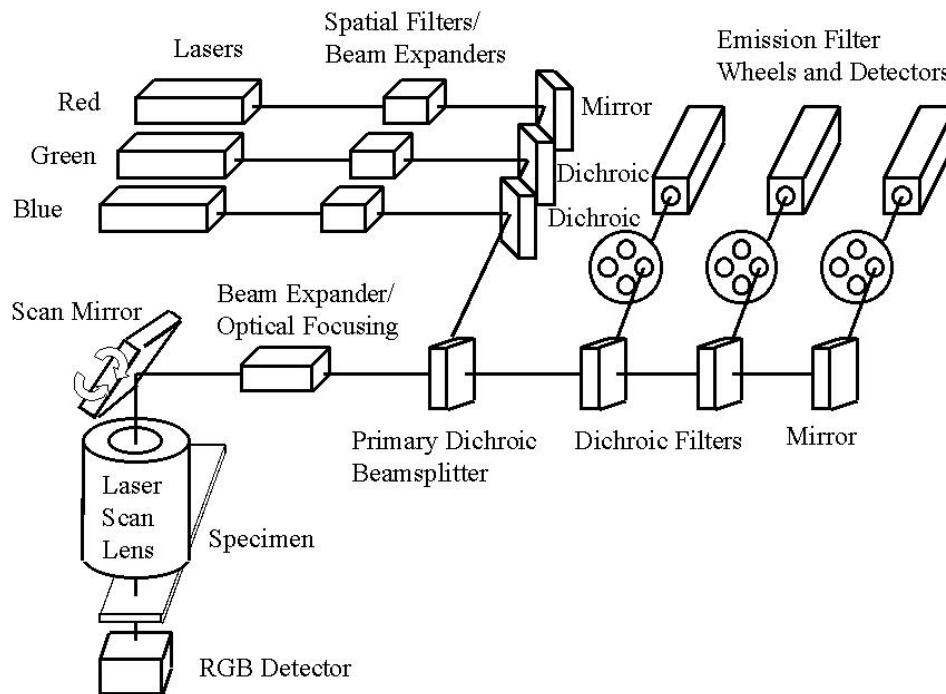 Spatial Filters/
Beam Expanders
Lasers
Emission Filter
Wheels and Detectors
Red
Mirror
Green
Dichroic
Blue
Dichroic
Scan Mirror
Beam Expander/
Optical Focusing
Primary Dichroic
Beamsplitter
Dichroic Filters
Mirror
Laser
Scan
Lens
Specimen
RGB Detector